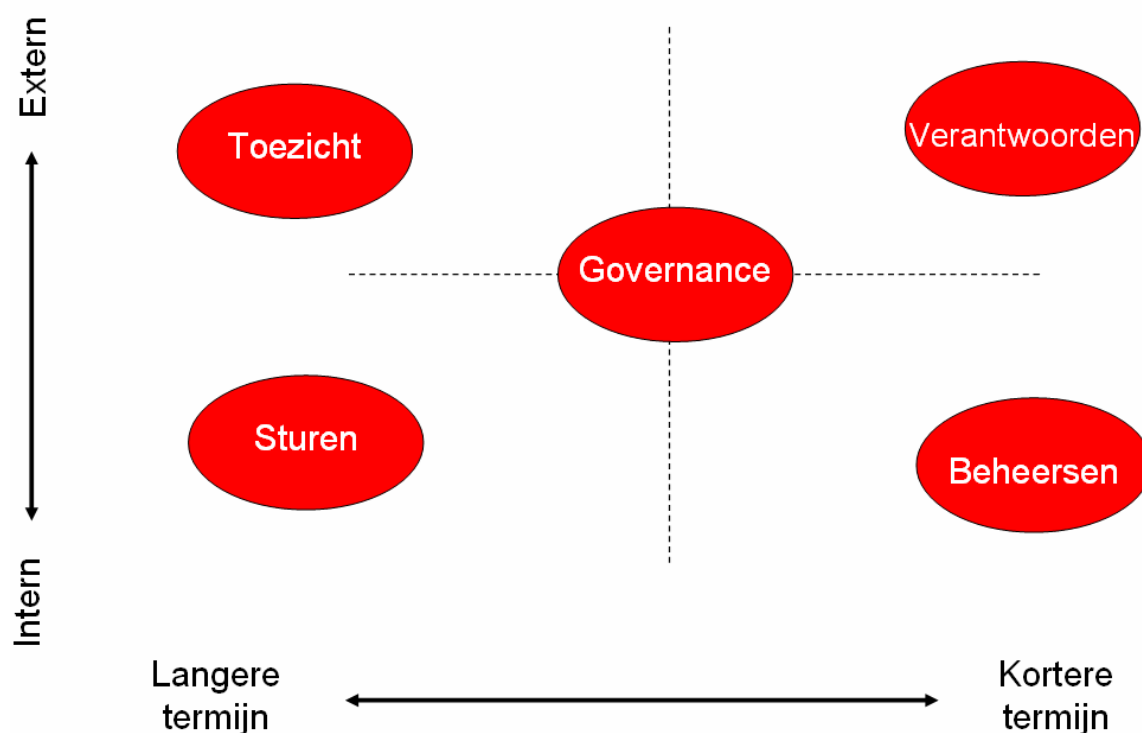 Extern
Toezicht
Verantwoorden
Governance
Sturen
Beheersen
Intern
Langere
termijn
Kortere
termijn